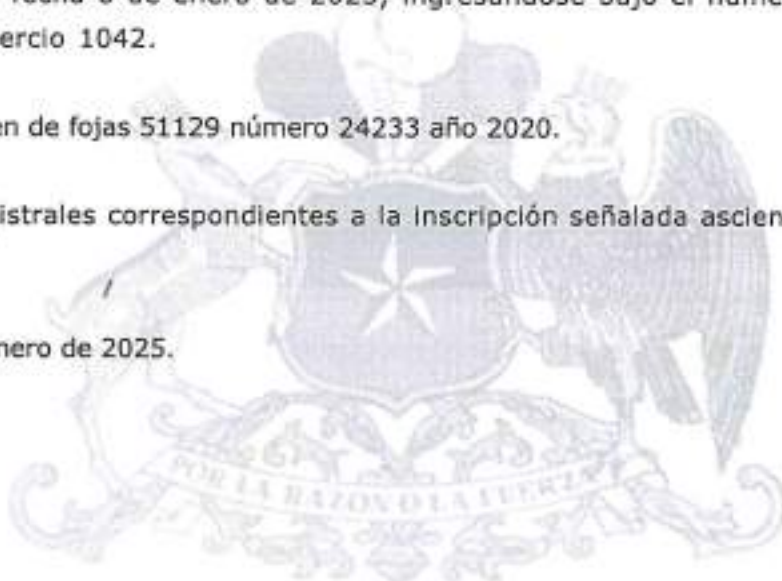 fecha 6 de enero de 2025, ingresándose bajo el núme
ercio 1042.
en de fojas 51129 número 24233 año 2020.
istrales correspondientes a la inscripción señalada ascien
/
nero de 2025.
POR LA RAZON O LA FUERZA